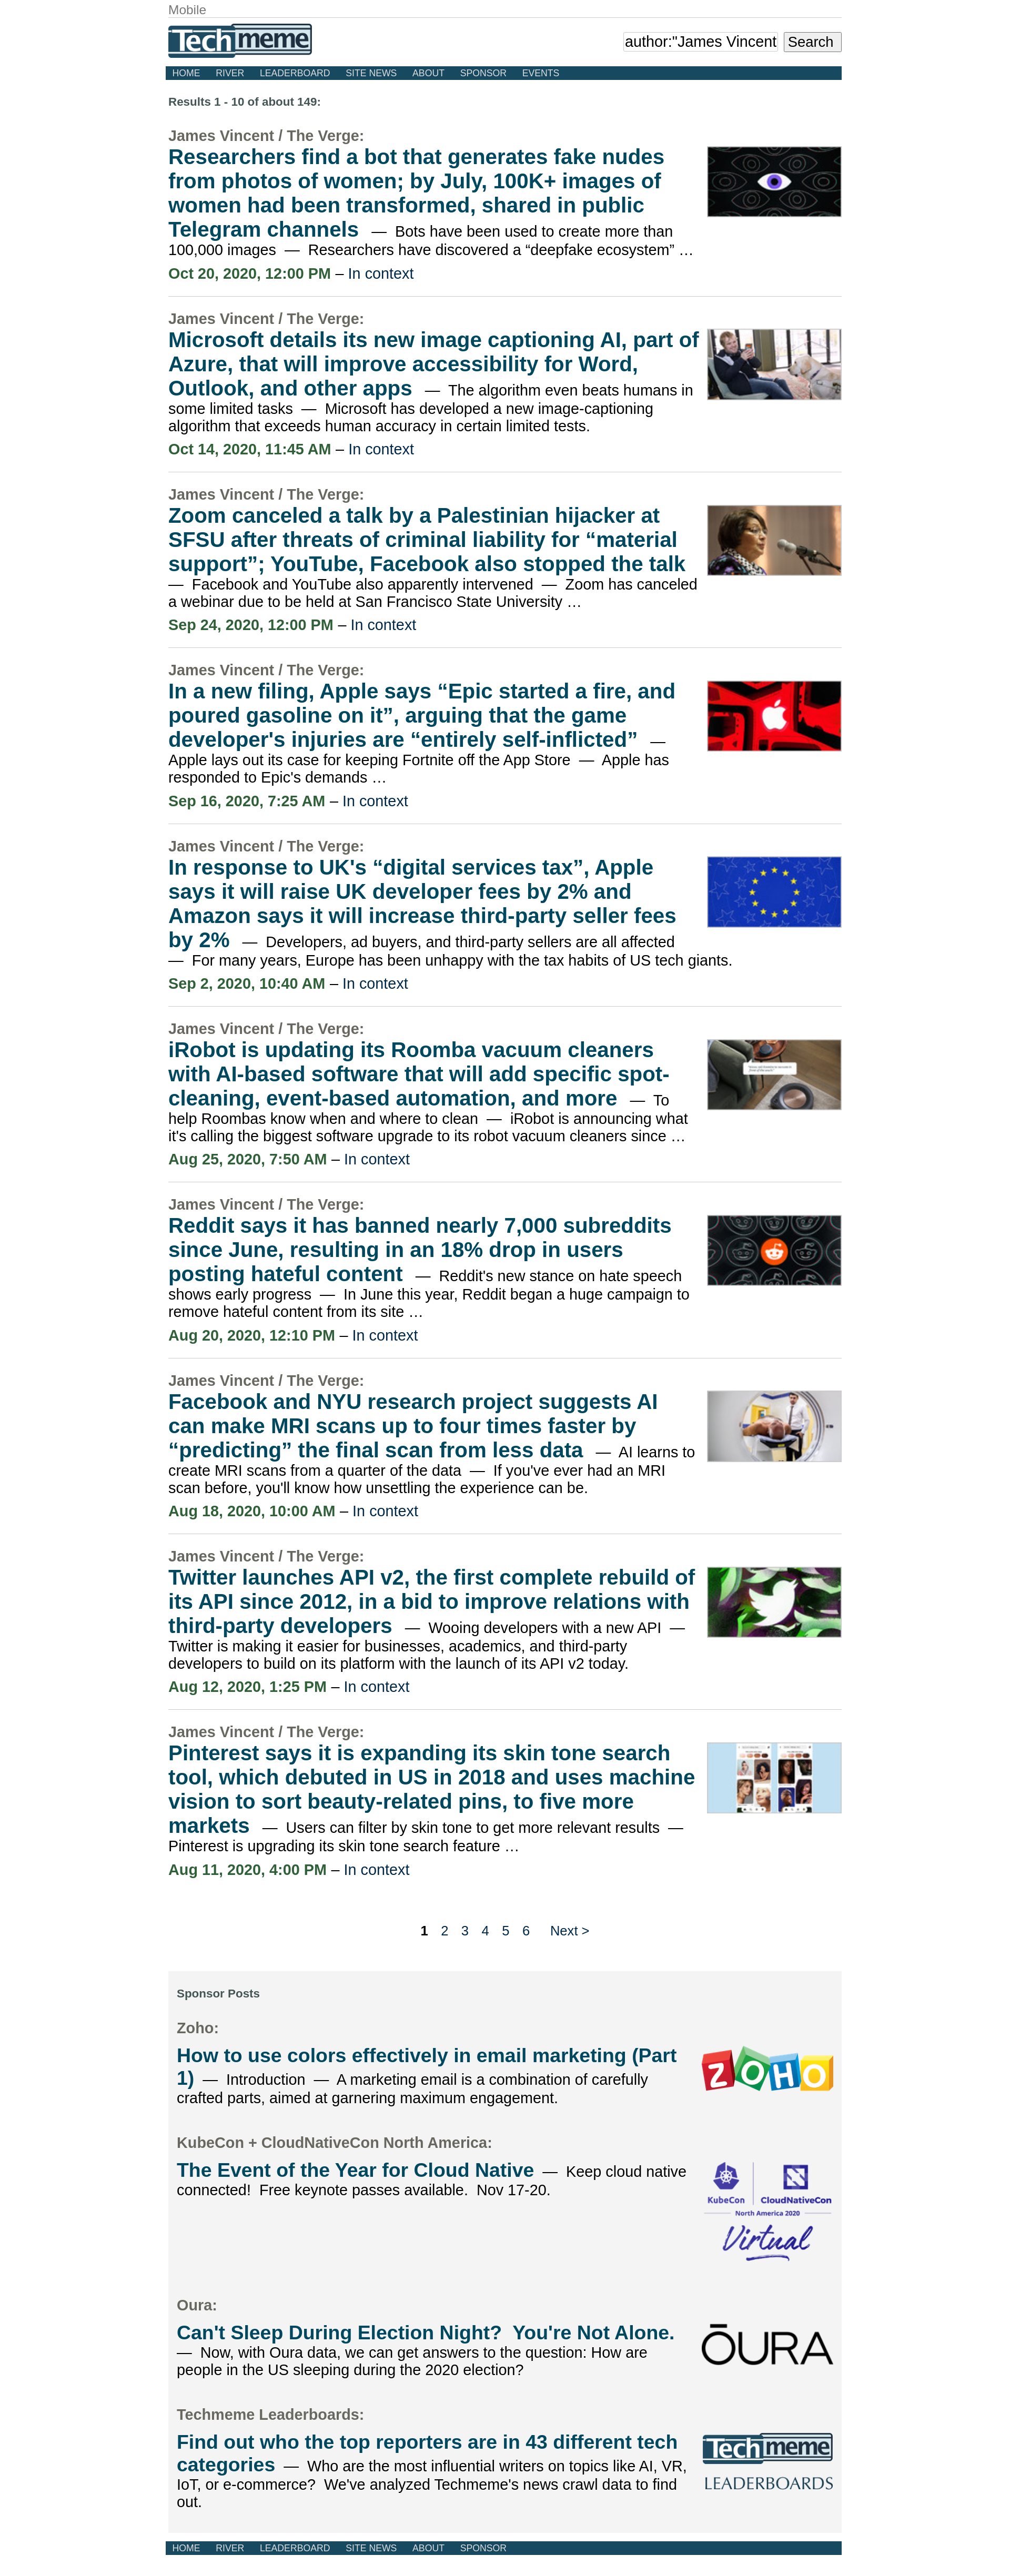 Mobile
Techmeme
author:"James Vincent
Search
HOME RIVER LEADERBOARD SITE NEWS ABOUT SPONSOR EVENTS
Results 1 - 10 of about 149:
James Vincent / The Verge:
Researchers find a bot that generates fake nudes
from photos of women; by July, 100K+ images of
women had been transformed, shared in public
Telegram channels — Bots have been used to create more than
100,000 images — Researchers have discovered a “deepfake ecosystem” …
Oct 20, 2020, 12:00 PM – In context
James Vincent / The Verge:
Microsoft details its new image captioning AI, part of
Azure, that will improve accessibility for Word,
Outlook, and other apps — The algorithm even beats humans in
some limited tasks — Microsoft has developed a new image-captioning
algorithm that exceeds human accuracy in certain limited tests.
Oct 14, 2020, 11:45 AM – In context
James Vincent / The Verge:
Zoom canceled a talk by a Palestinian hijacker at
SFSU after threats of criminal liability for “material
support”; YouTube, Facebook also stopped the talk
— Facebook and YouTube also apparently intervened — Zoom has canceled
a webinar due to be held at San Francisco State University …
Sep 24, 2020, 12:00 PM – In context
James Vincent / The Verge:
In a new filing, Apple says “Epic started a fire, and
poured gasoline on it”, arguing that the game
developer's injuries are “entirely self-inflicted” —
Apple lays out its case for keeping Fortnite off the App Store — Apple has
responded to Epic's demands …
Sep 16, 2020, 7:25 AM – In context
James Vincent / The Verge:
In response to UK's “digital services tax”, Apple
says it will raise UK developer fees by 2% and
Amazon says it will increase third-party seller fees
by 2% — Developers, ad buyers, and third-party sellers are all affected
— For many years, Europe has been unhappy with the tax habits of US tech giants.
Sep 2, 2020, 10:40 AM – In context
James Vincent / The Verge:
iRobot is updating its Roomba vacuum cleaners
with AI-based software that will add specific spot-
cleaning, event-based automation, and more — To
help Roombas know when and where to clean — iRobot is announcing what
it's calling the biggest software upgrade to its robot vacuum cleaners since …
Aug 25, 2020, 7:50 AM – In context
James Vincent / The Verge:
Reddit says it has banned nearly 7,000 subreddits
since June, resulting in an 18% drop in users
posting hateful content — Reddit's new stance on hate speech
shows early progress — In June this year, Reddit began a huge campaign to
remove hateful content from its site …
Aug 20, 2020, 12:10 PM – In context
James Vincent / The Verge:
Facebook and NYU research project suggests AI
can make MRI scans up to four times faster by
“predicting” the final scan from less data — AI learns to
create MRI scans from a quarter of the data — If you've ever had an MRI
scan before, you'll know how unsettling the experience can be.
Aug 18, 2020, 10:00 AM – In context
James Vincent / The Verge:
Twitter launches API v2, the first complete rebuild of
its API since 2012, in a bid to improve relations with
third-party developers — Wooing developers with a new API —
Twitter is making it easier for businesses, academics, and third-party
developers to build on its platform with the launch of its API v2 today.
Aug 12, 2020, 1:25 PM – In context
James Vincent / The Verge:
Pinterest says it is expanding its skin tone search
tool, which debuted in US in 2018 and uses machine
vision to sort beauty-related pins, to five more
markets — Users can filter by skin tone to get more relevant results —
Pinterest is upgrading its skin tone search feature …
Aug 11, 2020, 4:00 PM – In context
1 2 3 4 5 6 Next >
Sponsor Posts
Zoho:
How to use colors effectively in email marketing (Part
1) — Introduction — A marketing email is a combination of carefully
crafted parts, aimed at garnering maximum engagement.
ZOHO
KubeCon + CloudNativeCon North America:
The Event of the Year for Cloud Native — Keep cloud native
connected! Free keynote passes available. Nov 17-20.
KubeCon CloudNativeCon
North America 2020
Virtual
Oura:
Can't Sleep During Election Night? You're Not Alone.
— Now, with Oura data, we can get answers to the question: How are
people in the US sleeping during the 2020 election?
ŌURA
Techmeme Leaderboards:
Find out who the top reporters are in 43 different tech
categories — Who are the most influential writers on topics like AI, VR,
IoT, or e-commerce? We've analyzed Techmeme's news crawl data to find
out.
Techmeme
LEADERBOARDS
HOME RIVER LEADERBOARD SITE NEWS ABOUT SPONSOR